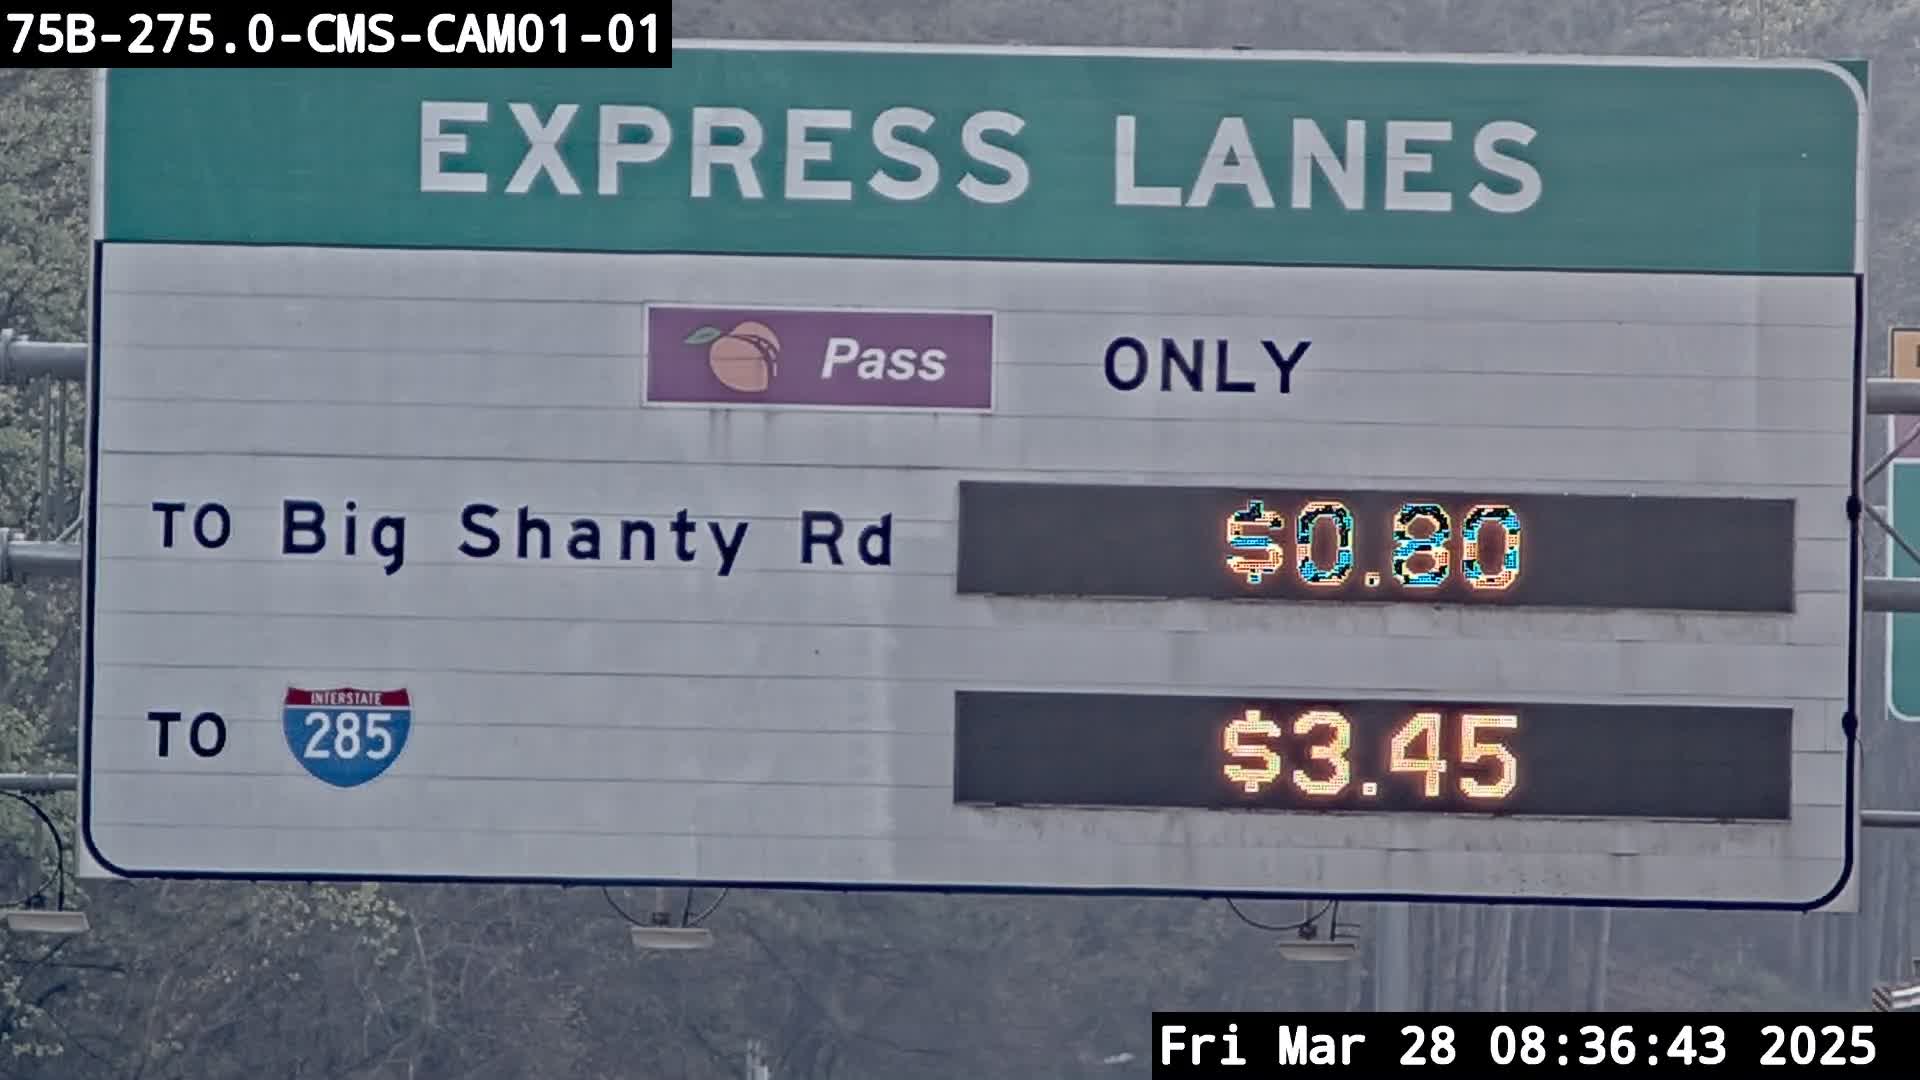 75B-275.0-CMS-CAM01-01
EXPRESS LANES
Pass ONLY
TO Big Shanty Rd $0.80
TO INTERSTATE 285 $3.45
Fri Mar 28 08:36:43 2025